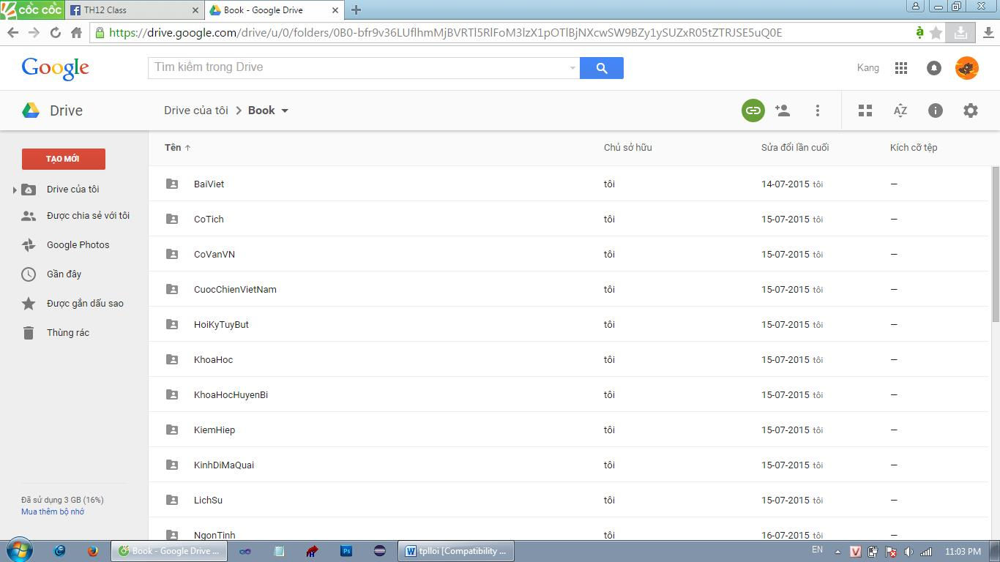 CỐC CỐC TH12 Class Book - Google Drive
https://drive.google.com/drive/u/0/folders/0B0-bfr9v36LUflhmMjBVRTl5RlFoM3lzX1pOTlBjNXcwSW9BZy1ySUZxR05tZTRJSE5uQ0E
Google Tìm kiếm trong Drive Kang
Drive Drive của tôi Book AZ
TẠO MỚI
Drive của tôi
Được chia sẻ với tôi
Google Photos
Gần đây
Được gắn dấu sao
Thùng rác
Đã sử dụng 3 GB (16%)
Mua thêm bộ nhớ
Tên Chủ sở hữu Sửa đổi lần cuối Kích cỡ tệp
BaiViet tôi 14-07-2015 tôi —
CoTich tôi 15-07-2015 tôi —
CoVanVN tôi 15-07-2015 tôi —
CuocChienVietNam tôi 15-07-2015 tôi —
HoiKyTuyBut tôi 15-07-2015 tôi —
KhoaHoc tôi 15-07-2015 tôi —
KhoaHocHuyenBi tôi 15-07-2015 tôi —
KiemHiep tôi 15-07-2015 tôi —
KinhDiMaQuai tôi 15-07-2015 tôi —
LichSu tôi 15-07-2015 tôi —
NgonTinh tôi 16-07-2015 tôi —
Book - Google Drive ... Ps W tplloi [Compatibility ... EN V 11:03 PM